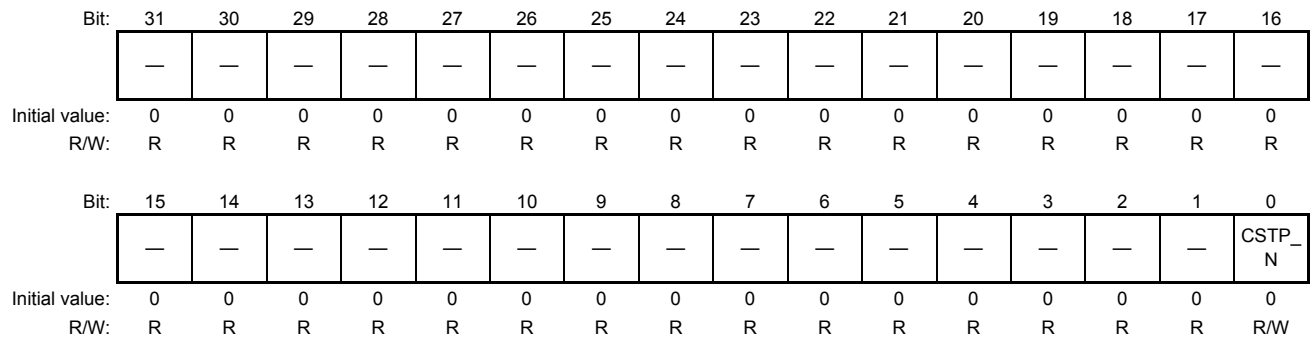 Bit: 31 30 29 28 27 26 25 24 23 22 21 20 19 18 17 16
— — — — — — — — — — — — — — — —
Initial value: 0 0 0 0 0 0 0 0 0 0 0 0 0 0 0 0
R/W: R R R R R R R R R R R R R R R R
Bit: 15 14 13 12 11 10 9 8 7 6 5 4 3 2 1 0
— — — — — — — — — — — — — — — CSTP_
N
Initial value: 0 0 0 0 0 0 0 0 0 0 0 0 0 0 0 0
R/W: R R R R R R R R R R R R R R R R/W